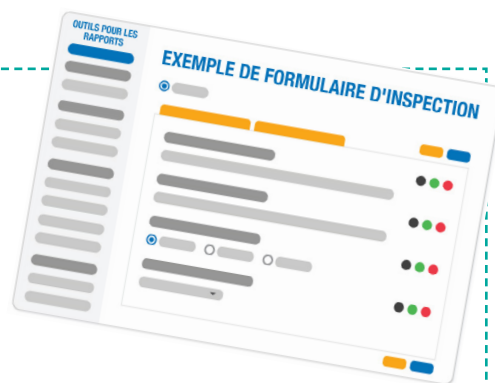 OUTILS POUR LES
RAPPORTS
EXEMPLE DE FORMULAIRE D'INSPECTION